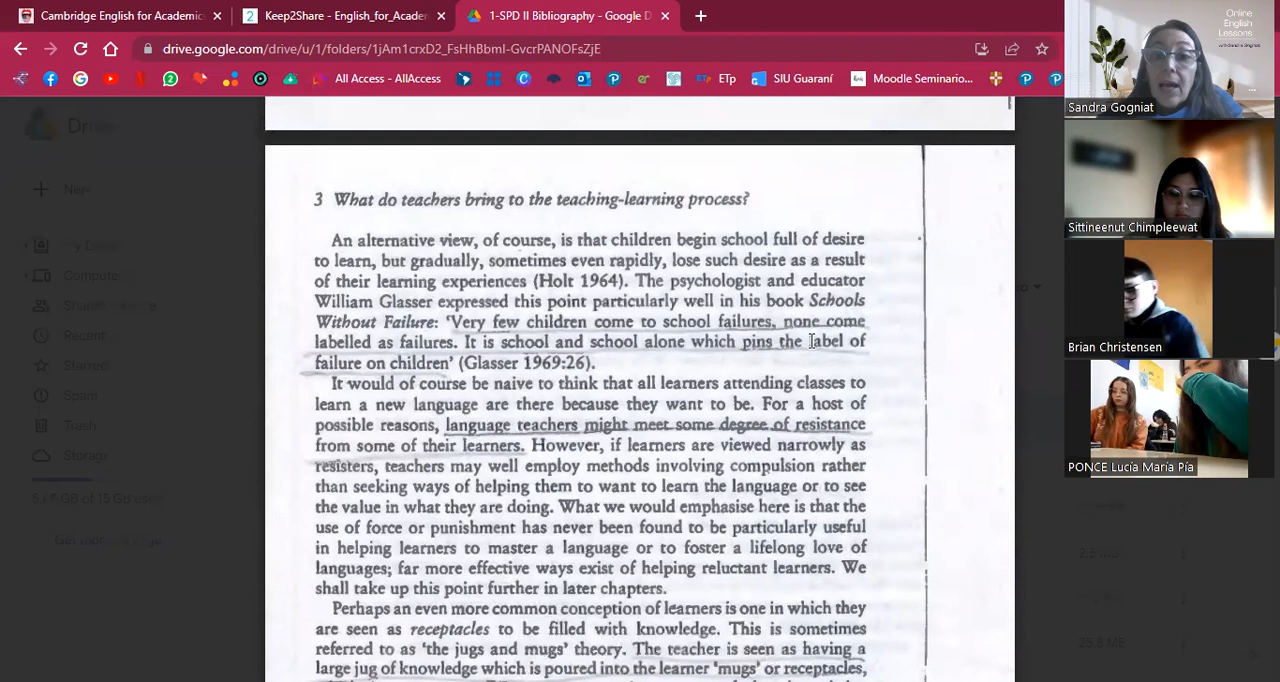 Cambridge English for Academics
Keep2Share - English_for_Acader
1-SPD II Bibliography - Google D
drive.google.com/drive/u/1/folders/1jAm1crxD2_FsHhBbmI-GvcrPANOFsZjE
All Access - AllAccess
ETp
SIU Guaraní
Moodle Seminario...
er
Online
English
Lessons
Sandra Gogniat
Sittineenut Chimpleewat
Brian Christensen
PONCE Lucía María Pía
Recent
Starred
Spam
Trash
Storage
3 What do teachers bring to the teaching-learning process?
An alternative view, of course, is that children begin school full of desire
to learn, but gradually, sometimes even rapidly, lose such desire as a result
of their learning experiences (Holt 1964). The psychologist and educator
William Glasser expressed this point particularly well in his book Schools
Without Failure: 'Very few children come to school failures, none come
labelled as failures. It is school and school alone which pins the label of
failure on children' (Glasser 1969:26).
It would of course be naive to think that all learners attending classes to
learn a new language are there because they want to be. For a host of
possible reasons, language teachers might meet some degree of resistance
from some of their learners. However, if learners are viewed narrowly as
resisters, teachers may well employ methods involving compulsion rather
than seeking ways of helping them to want to learn the language or to see
the value in what they are doing. What we would emphasise here is that the
use of force or punishment has never been found to be particularly useful
in helping learners to master a language or to foster a lifelong love of
languages; far more effective ways exist of helping reluctant learners. We
shall take up this point further in later chapters.
Perhaps an even more common conception of learners is one in which they
are seen as receptacles to be filled with knowledge. This is sometimes
referred to as 'the jugs and mugs' theory. The teacher is seen as having a
large jug of knowledge which is poured into the learner 'mugs' or receptacles,